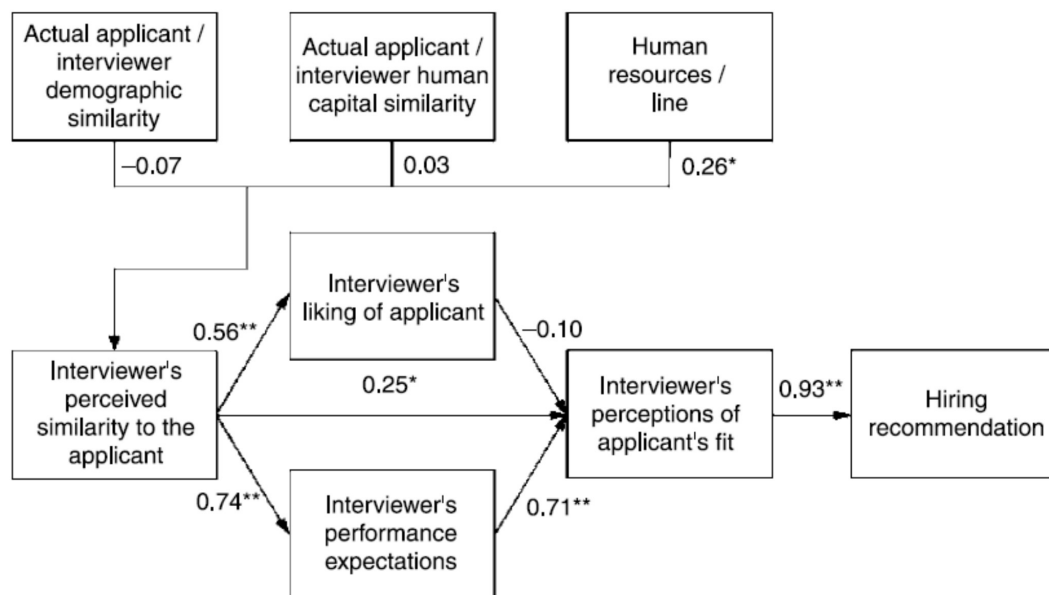 Actual applicant /
interviewer
demographic
similarity
Actual applicant /
interviewer human
capital similarity
Human
resources /
line
–0.07
0.03
0.26*
Interviewer's
liking of applicant
0.56**
–0.10
Interviewer's
perceived
similarity to the
applicant
0.25*
Interviewer's
perceptions of
applicant's fit
0.93**
Hiring
recommendation
0.74**
Interviewer's
performance
expectations
0.71**